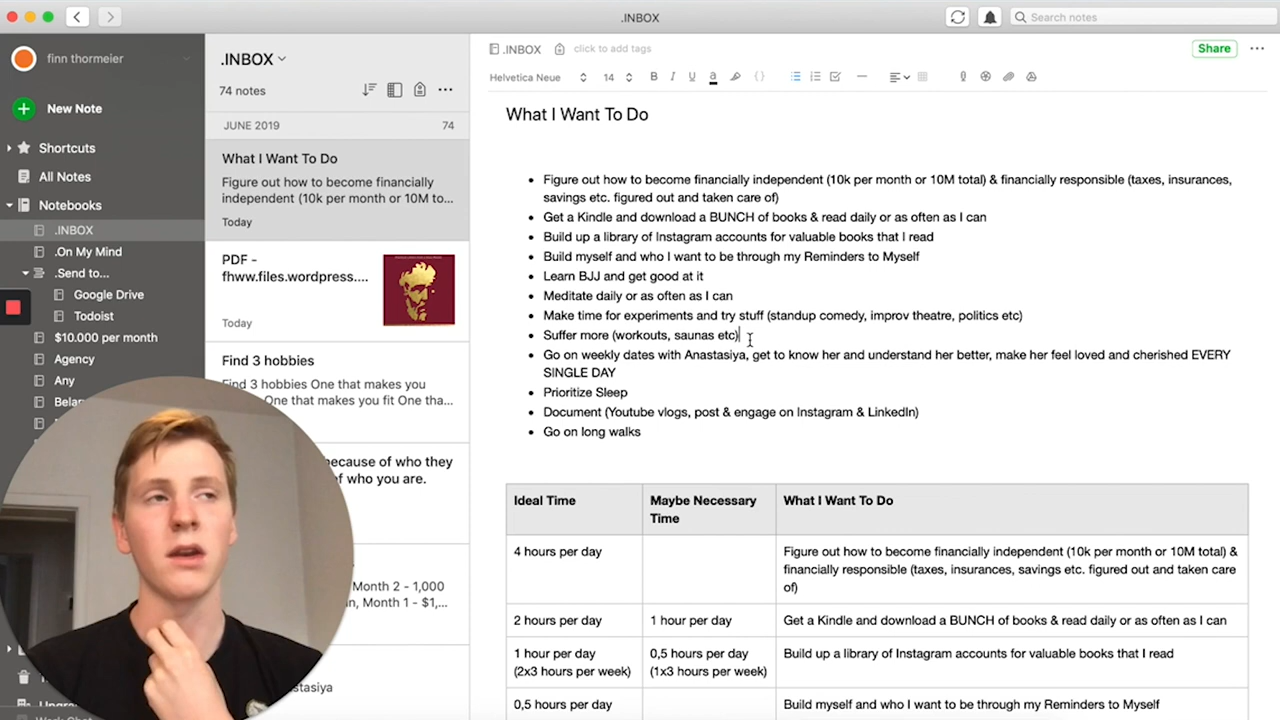 .INBOX
Search notes
finn thormeier
New Note
Shortcuts
All Notes
Notebooks
.INBOX
.On My Mind
.Send to...
Google Drive
Todoist
$10.000 per month
Agency
Any
.INBOX
74 notes
JUNE 2019 74
What I Want To Do
Figure out how to become financially
independent (10k per month or 10M to...
Today
PDF -
fhww.files.wordpress....
Today
Find 3 hobbies
Find 3 hobbies One that makes you
One that makes you fit One tha...
because of who they
of who you are.
Month 2 - 1,000
Month 1 - $1,...
.INBOX click to add tags
Share
Helvetica Neue 14 B I U a
What I Want To Do
• Figure out how to become financially independent (10k per month or 10M total) & financially responsible (taxes, insurances,
savings etc. figured out and taken care of)
• Get a Kindle and download a BUNCH of books & read daily or as often as I can
• Build up a library of Instagram accounts for valuable books that I read
• Build myself and who I want to be through my Reminders to Myself
• Learn BJJ and get good at it
• Meditate daily or as often as I can
• Make time for experiments and try stuff (standup comedy, improv theatre, politics etc)
• Suffer more (workouts, saunas etc)
• Go on weekly dates with Anastasiya, get to know her and understand her better, make her feel loved and cherished EVERY
SINGLE DAY
• Prioritize Sleep
• Document (Youtube vlogs, post & engage on Instagram & LinkedIn)
• Go on long walks
Ideal Time Maybe Necessary What I Want To Do
Time
4 hours per day Figure out how to become financially independent (10k per month or 10M total) &
financially responsible (taxes, insurances, savings etc. figured out and taken care
of)
2 hours per day 1 hour per day Get a Kindle and download a BUNCH of books & read daily or as often as I can
1 hour per day 0,5 hours per day Build up a library of Instagram accounts for valuable books that I read
(2x3 hours per week) (1x3 hours per week)
0,5 hours per day Build myself and who I want to be through my Reminders to Myself